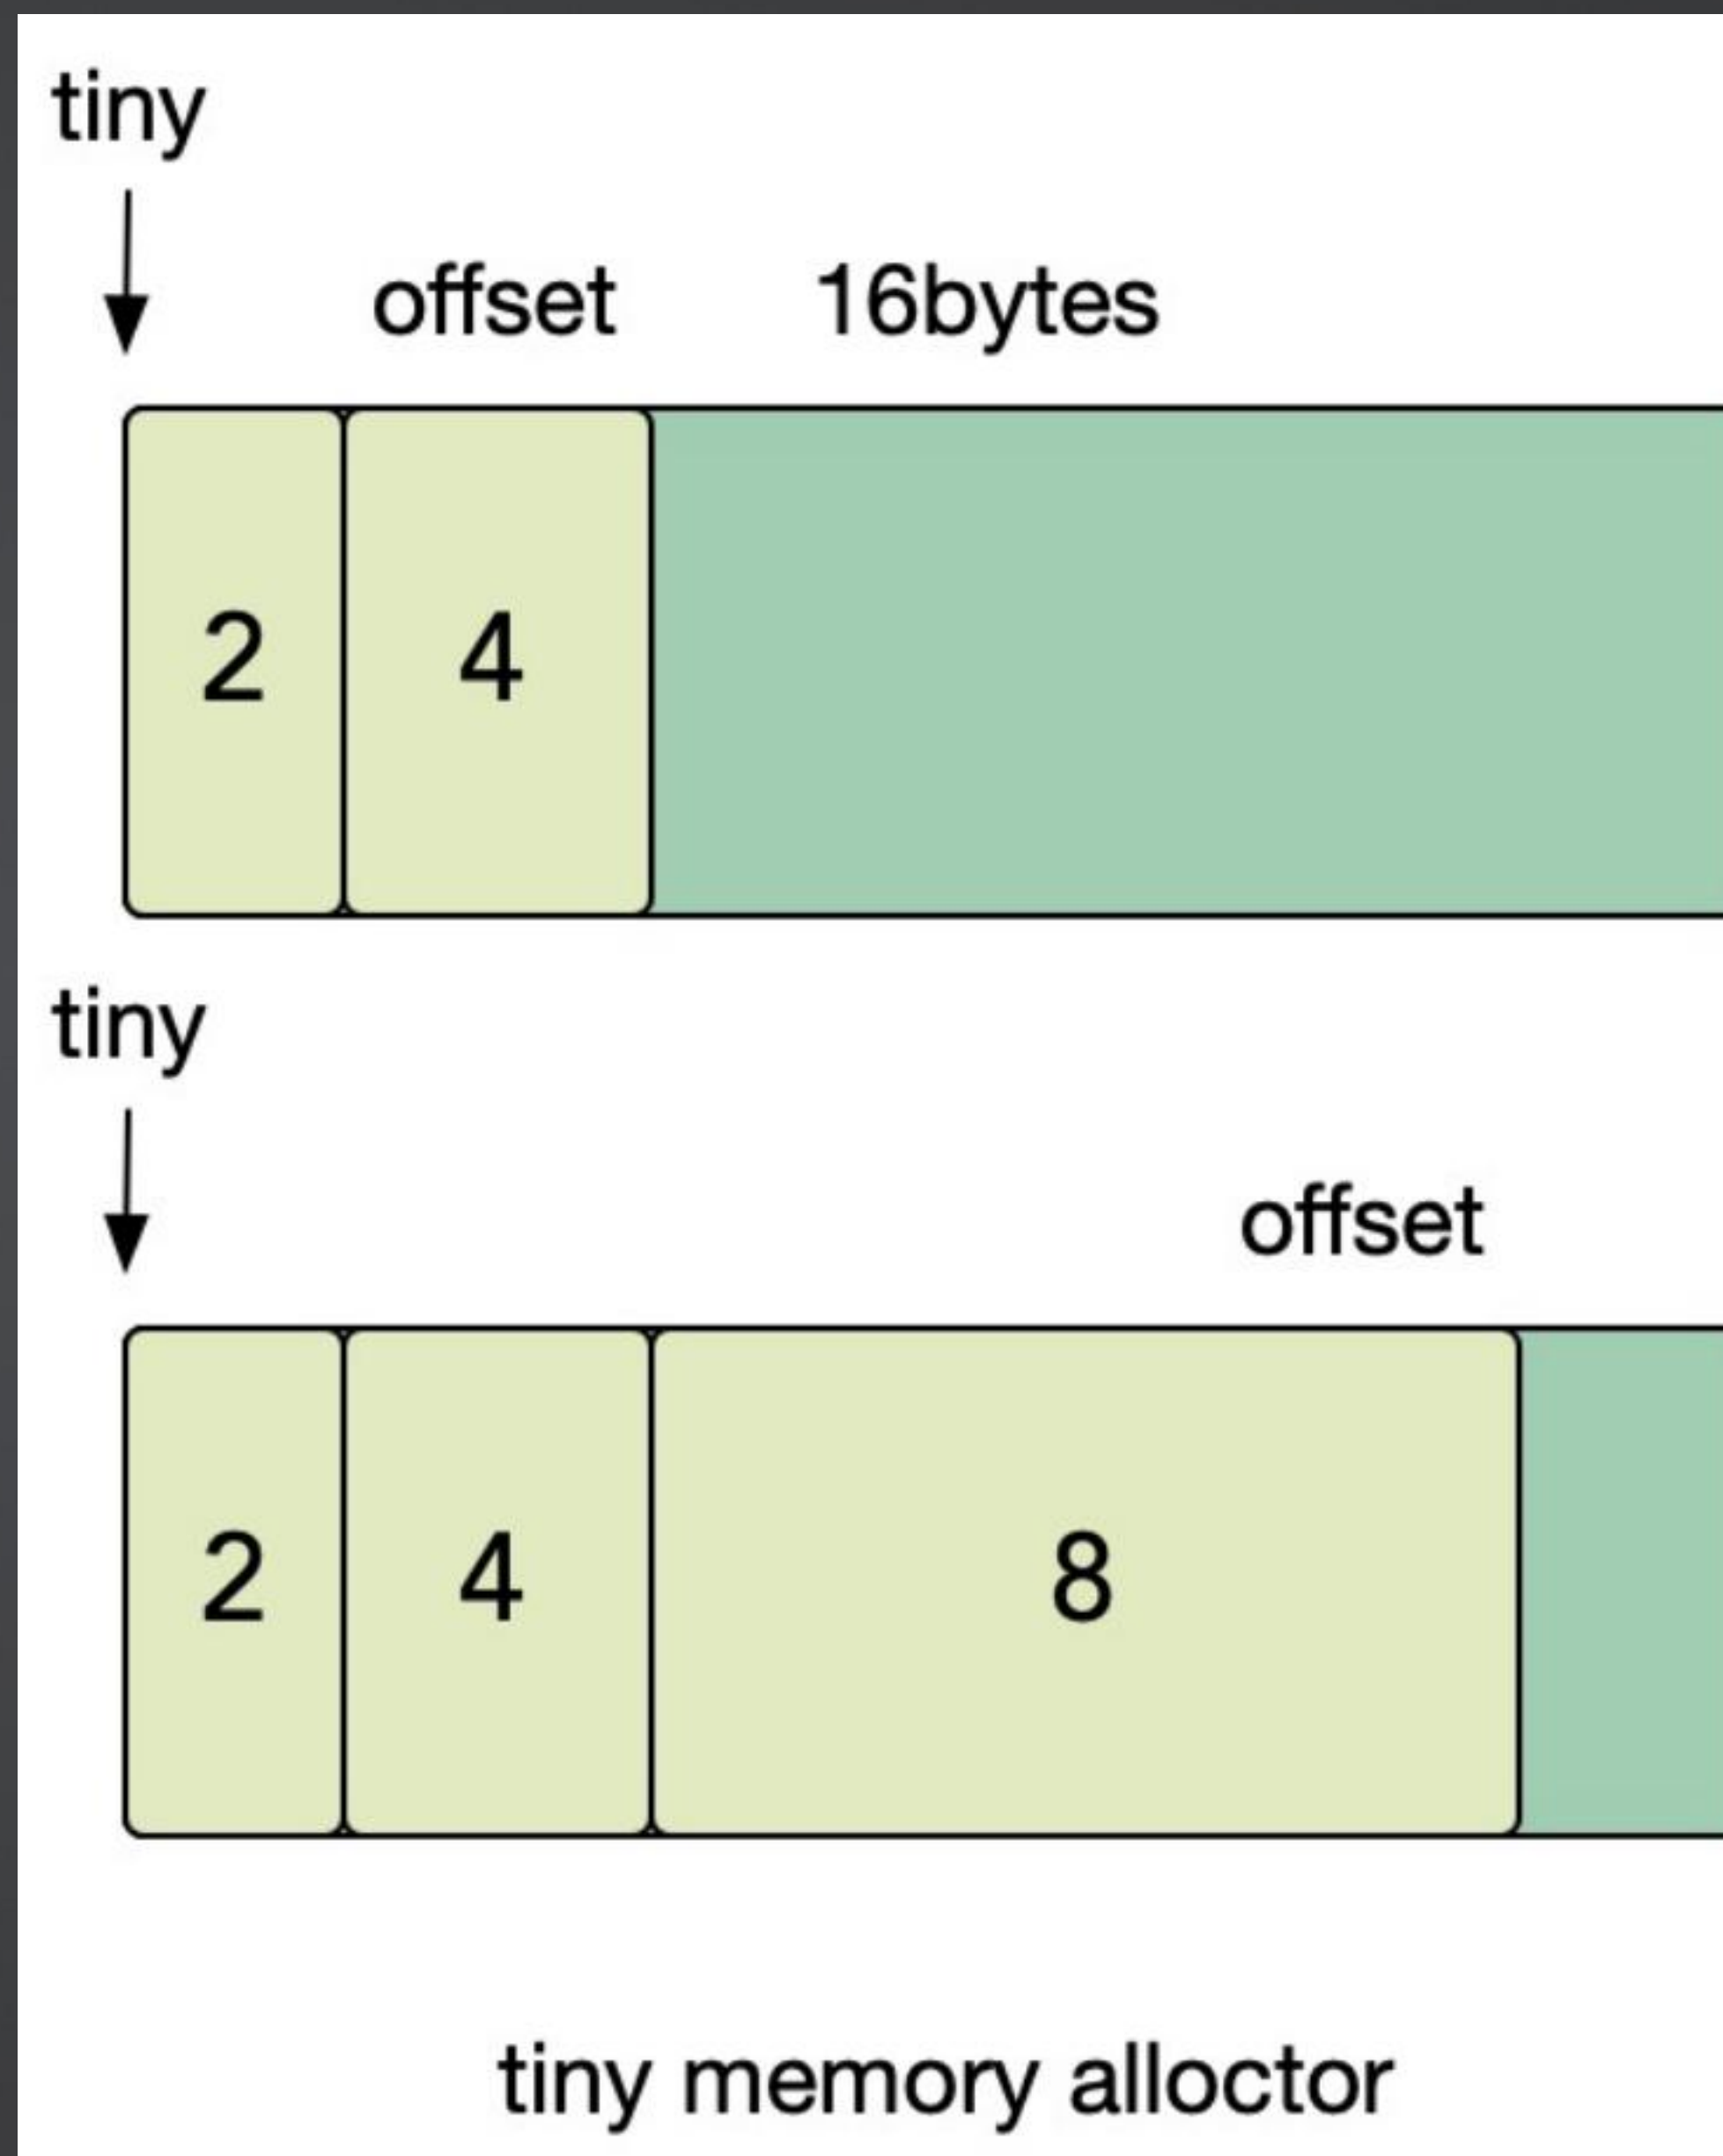 tiny
offset 16bytes
2 4
tiny
offset
2 4 8
tiny memory alloctor